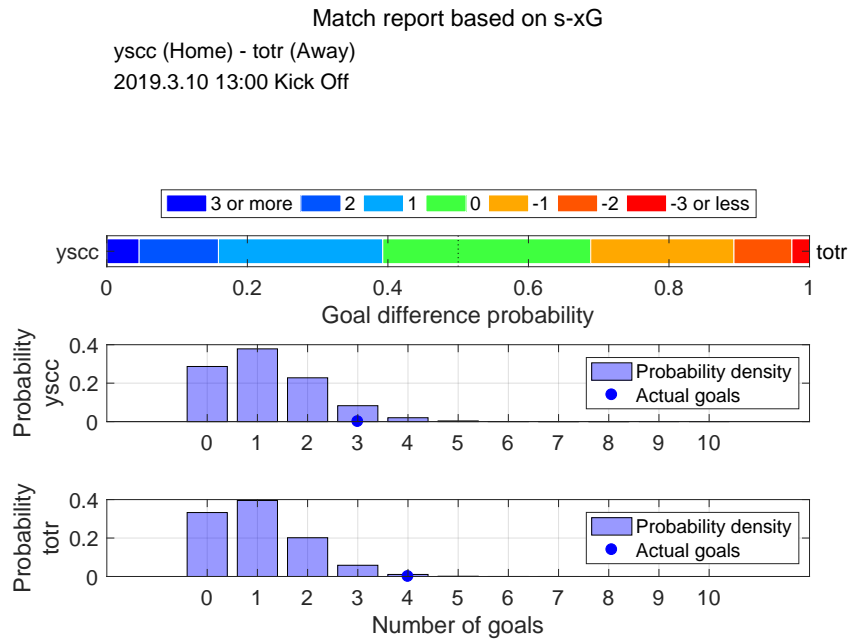 Match report based on s-xG
yscc (Home) - totr (Away)
2019.3.10 13:00 Kick Off
3 or more 2 1 0 -1 -2 -3 or less
yscc totr
0 0.2 0.4 0.6 0.8 1
Goal difference probability
Probability
yscc
0.4
0.2
0
Probability density
Actual goals
0 1 2 3 4 5 6 7 8 9 10
Probability
totr
0.4
0.2
0
Probability density
Actual goals
0 1 2 3 4 5 6 7 8 9 10
Number of goals